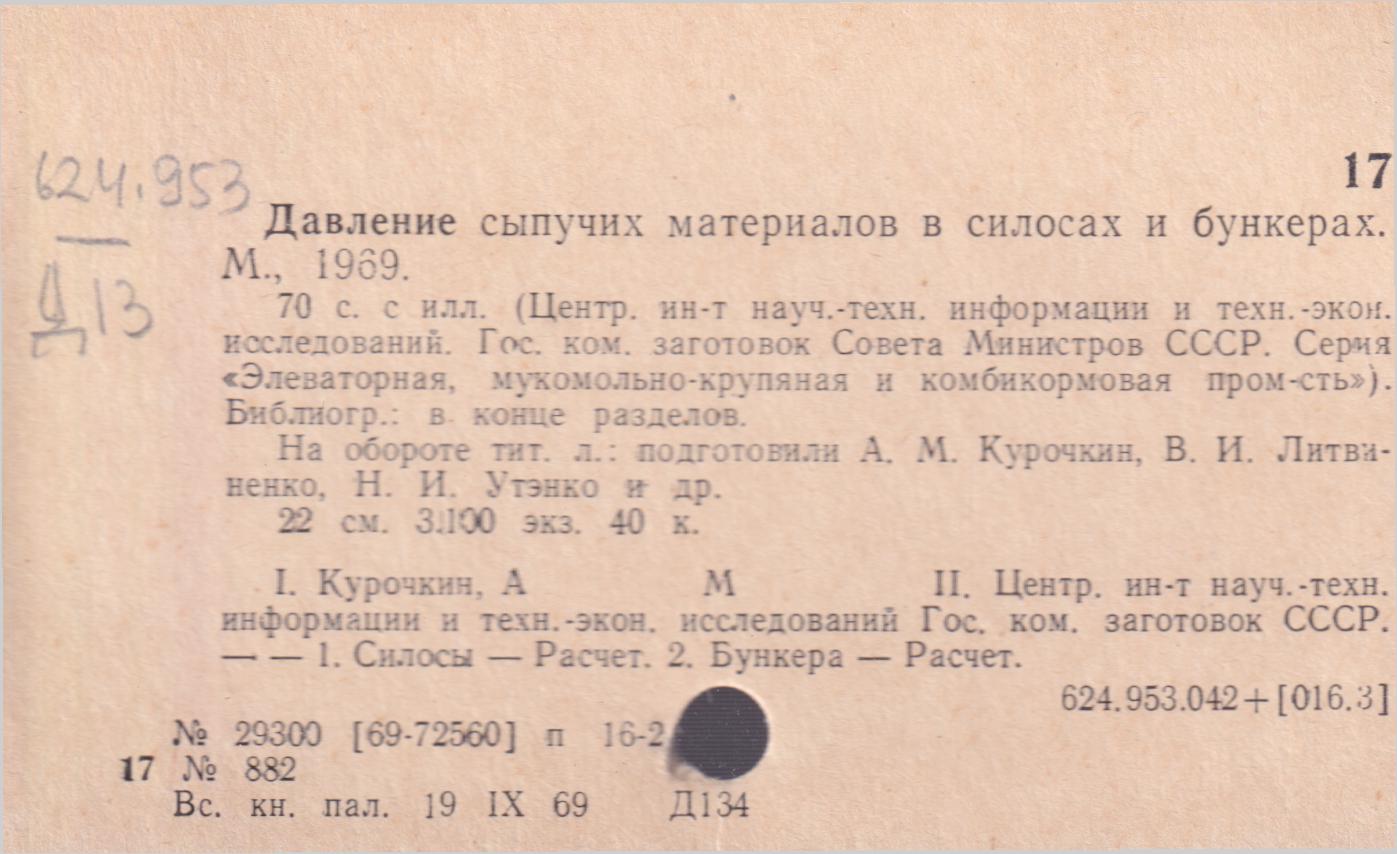 17
624.953
Д13
Давление сыпучих материалов в силосах и бункерах.
М., 1969.
70 с. с илл. (Центр. ин-т науч.-техн. информации и техн.-экон.
исследований. Гос. ком. заготовок Совета Министров СССР. Серия
«Элеваторная, мукомольно-крупяная и комбикормовая пром-сть»).
Библиогр.: в конце разделов.
На обороте тит. л.: подготовили А. М. Курочкин, В. И. Литви-
ненко, Н. И. Утэнко и др.
22 см. 3.100 экз. 40 к.
I. Курочкин, А М II. Центр. ин-т науч.-техн.
информации и техн.-экон. исследований Гос. ком. заготовок СССР.
— — 1. Силосы — Расчет. 2. Бункера — Расчет.
624.953.042+[016.3]
№ 29300 [69-72560] п 16-2
17 № 882
Вс. кн. пал. 19 IX 69 Д134